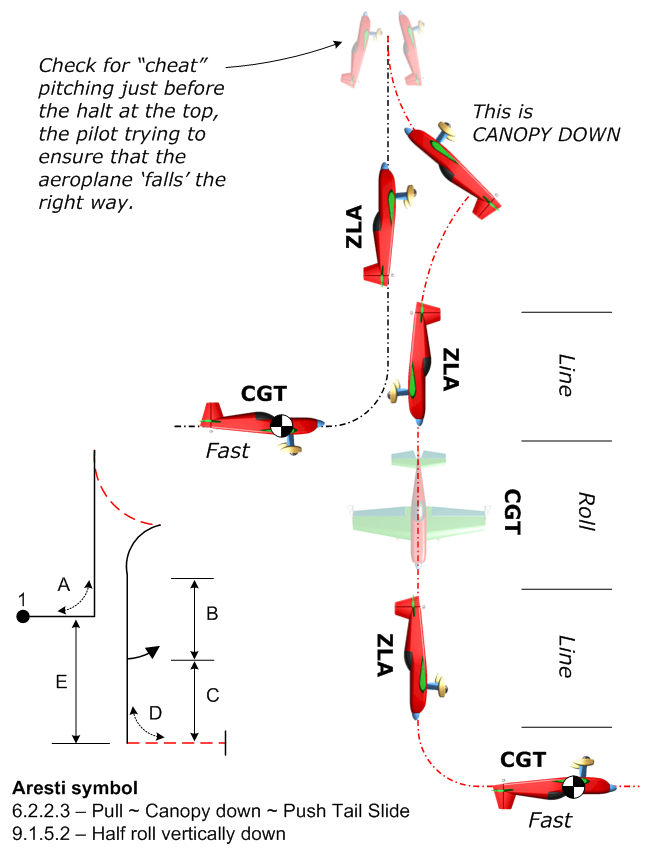 Check for “cheat”
pitching just before
the halt at the top,
the pilot trying to
ensure that the
aeroplane ‘falls’ the
right way.
This is
CANOPY DOWN
ZLA
ZLA
Line
CGT
Fast
CGT
Roll
1
A
B
E
C
D
ZLA
Line
CGT
Fast
Aresti symbol
6.2.2.3 – Pull ~ Canopy down ~ Push Tail Slide
9.1.5.2 – Half roll vertically down